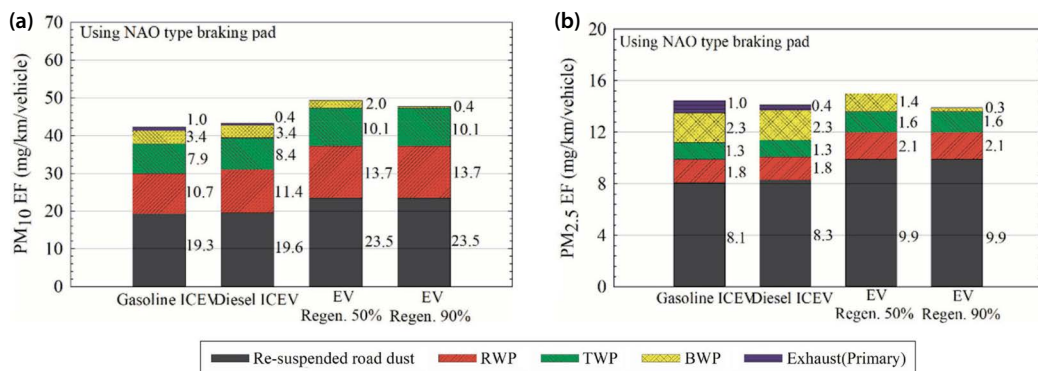 (a)
70
60
50
40
30
20
10
0
PM10 EF (mg/km/vehicle)
Using NAO type braking pad
1.0
3.4
7.9
10.7
19.3
0.4
3.4
8.4
11.4
19.6
2.0
10.1
13.7
23.5
0.4
10.1
13.7
23.5
Gasoline ICEV
Diesel ICEV
EV
Regen. 50%
EV
Regen. 90%
(b)
20
16
12
8
4
0
PM2.5 EF (mg/km/vehicle)
Using NAO type braking pad
1.0
2.3
1.3
1.8
8.1
0.4
2.3
1.3
1.8
8.3
1.4
1.6
2.1
9.9
0.3
1.6
2.1
9.9
Gasoline ICEV
Diesel ICEV
EV
Regen. 50%
EV
Regen. 90%
Re-suspended road dust RWP TWP BWP Exhaust(Primary)